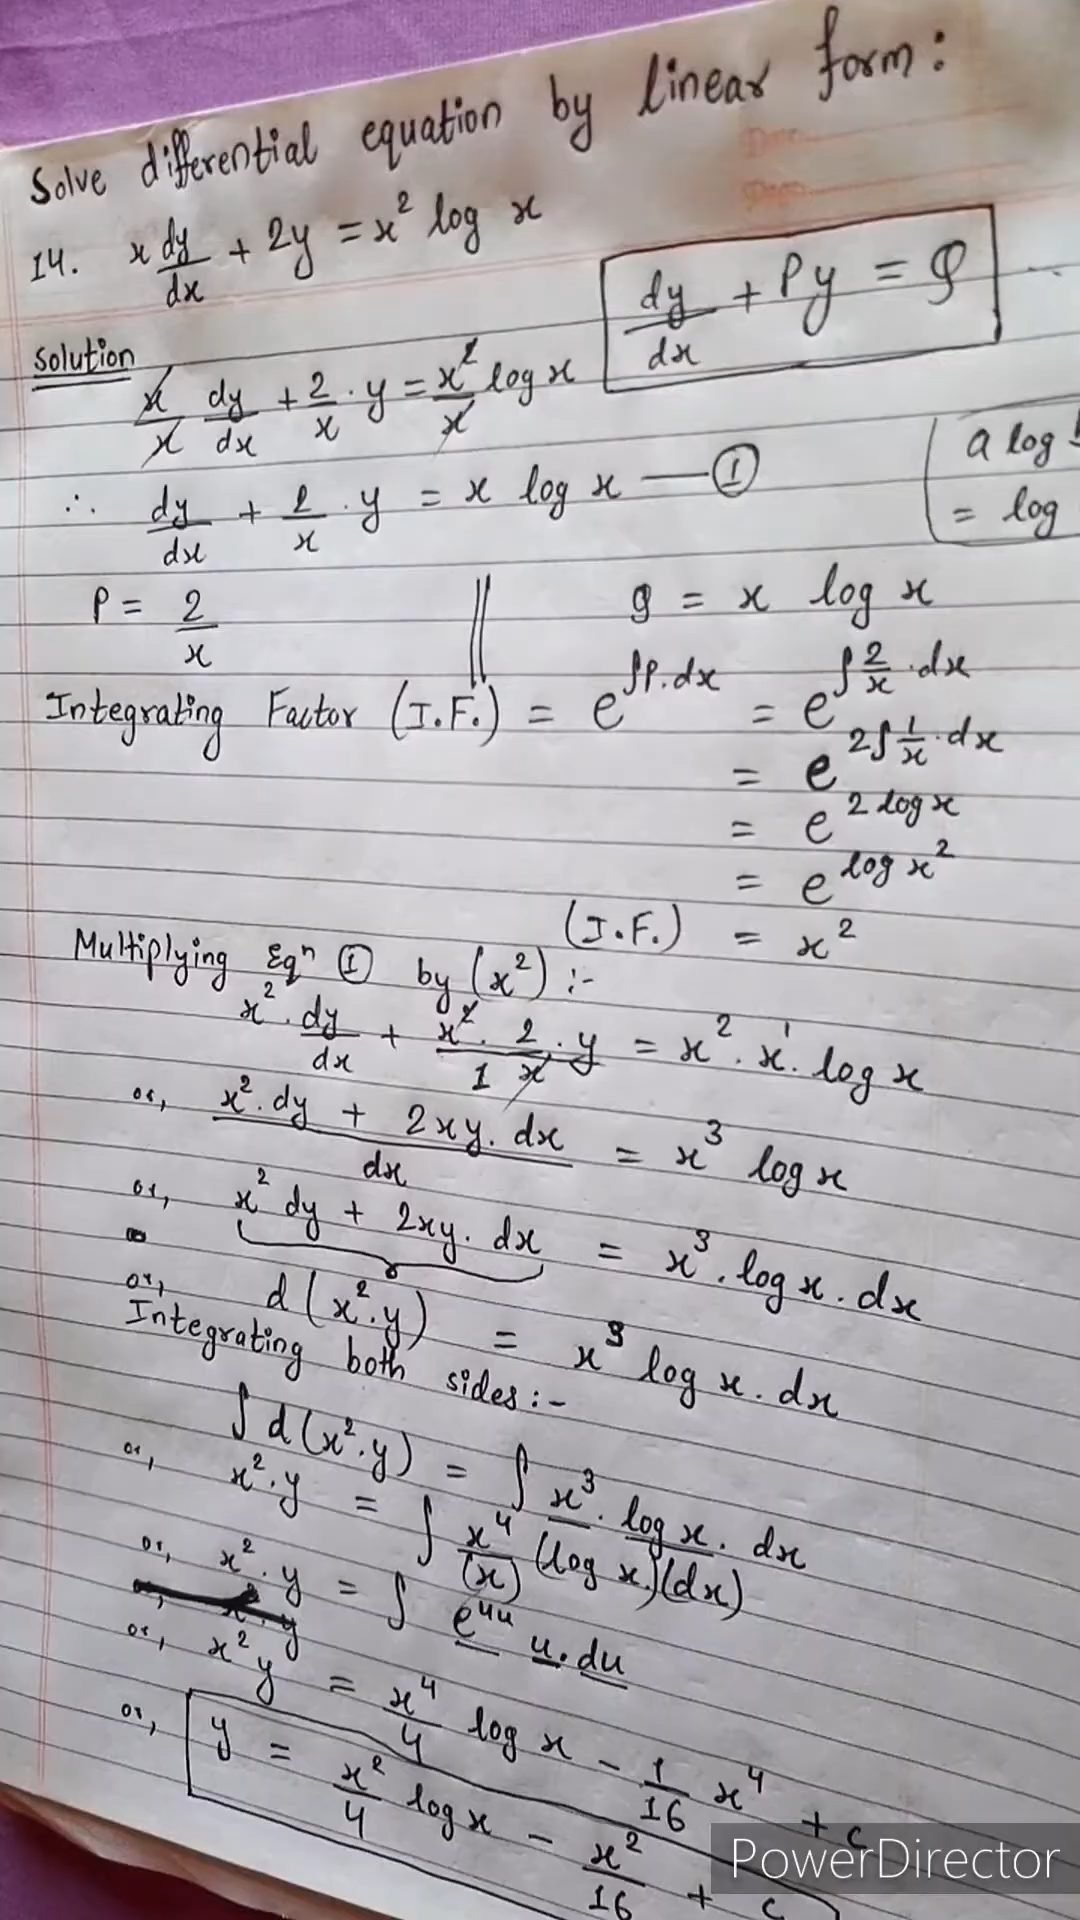 Solve differential equation by linear form:
14. x dy/dx + 2y = x² log x
dy/dx + Py = Q
Solution
x/x dy/dx + 2/x · y = x²/x log x
∴ dy/dx + 2/x · y = x log x — ①
a log
= log
P = 2/x || Q = x log x
Integrating Factor (I.F.) = e^∫P.dx = e^∫2/x · dx
= e^2∫1/x · dx
= e^2 log x
= e^log x²
(I.F.) = x²
Multiplying Eqⁿ ① by (x²) :-
x² · dy/dx + x²/1 · 2/x · y = x² · x¹ · log x
or, x² · dy + 2xy · dx / dx = x³ log x
or, x² dy + 2xy · dx = x³ · log x · dx
or, d(x² · y) = x³ log x · dx
Integrating both sides :-
∫ d(x² · y) = ∫ x³ · log x · dx
or, x² · y = ∫ x⁴/(x) (log x)(dx)
or, x² · y = ∫ e^4u u · du
or, x² y = x⁴/4 log x - 1/16 x⁴ + c
or, y = x²/4 log x - x²/16 + c
PowerDirector